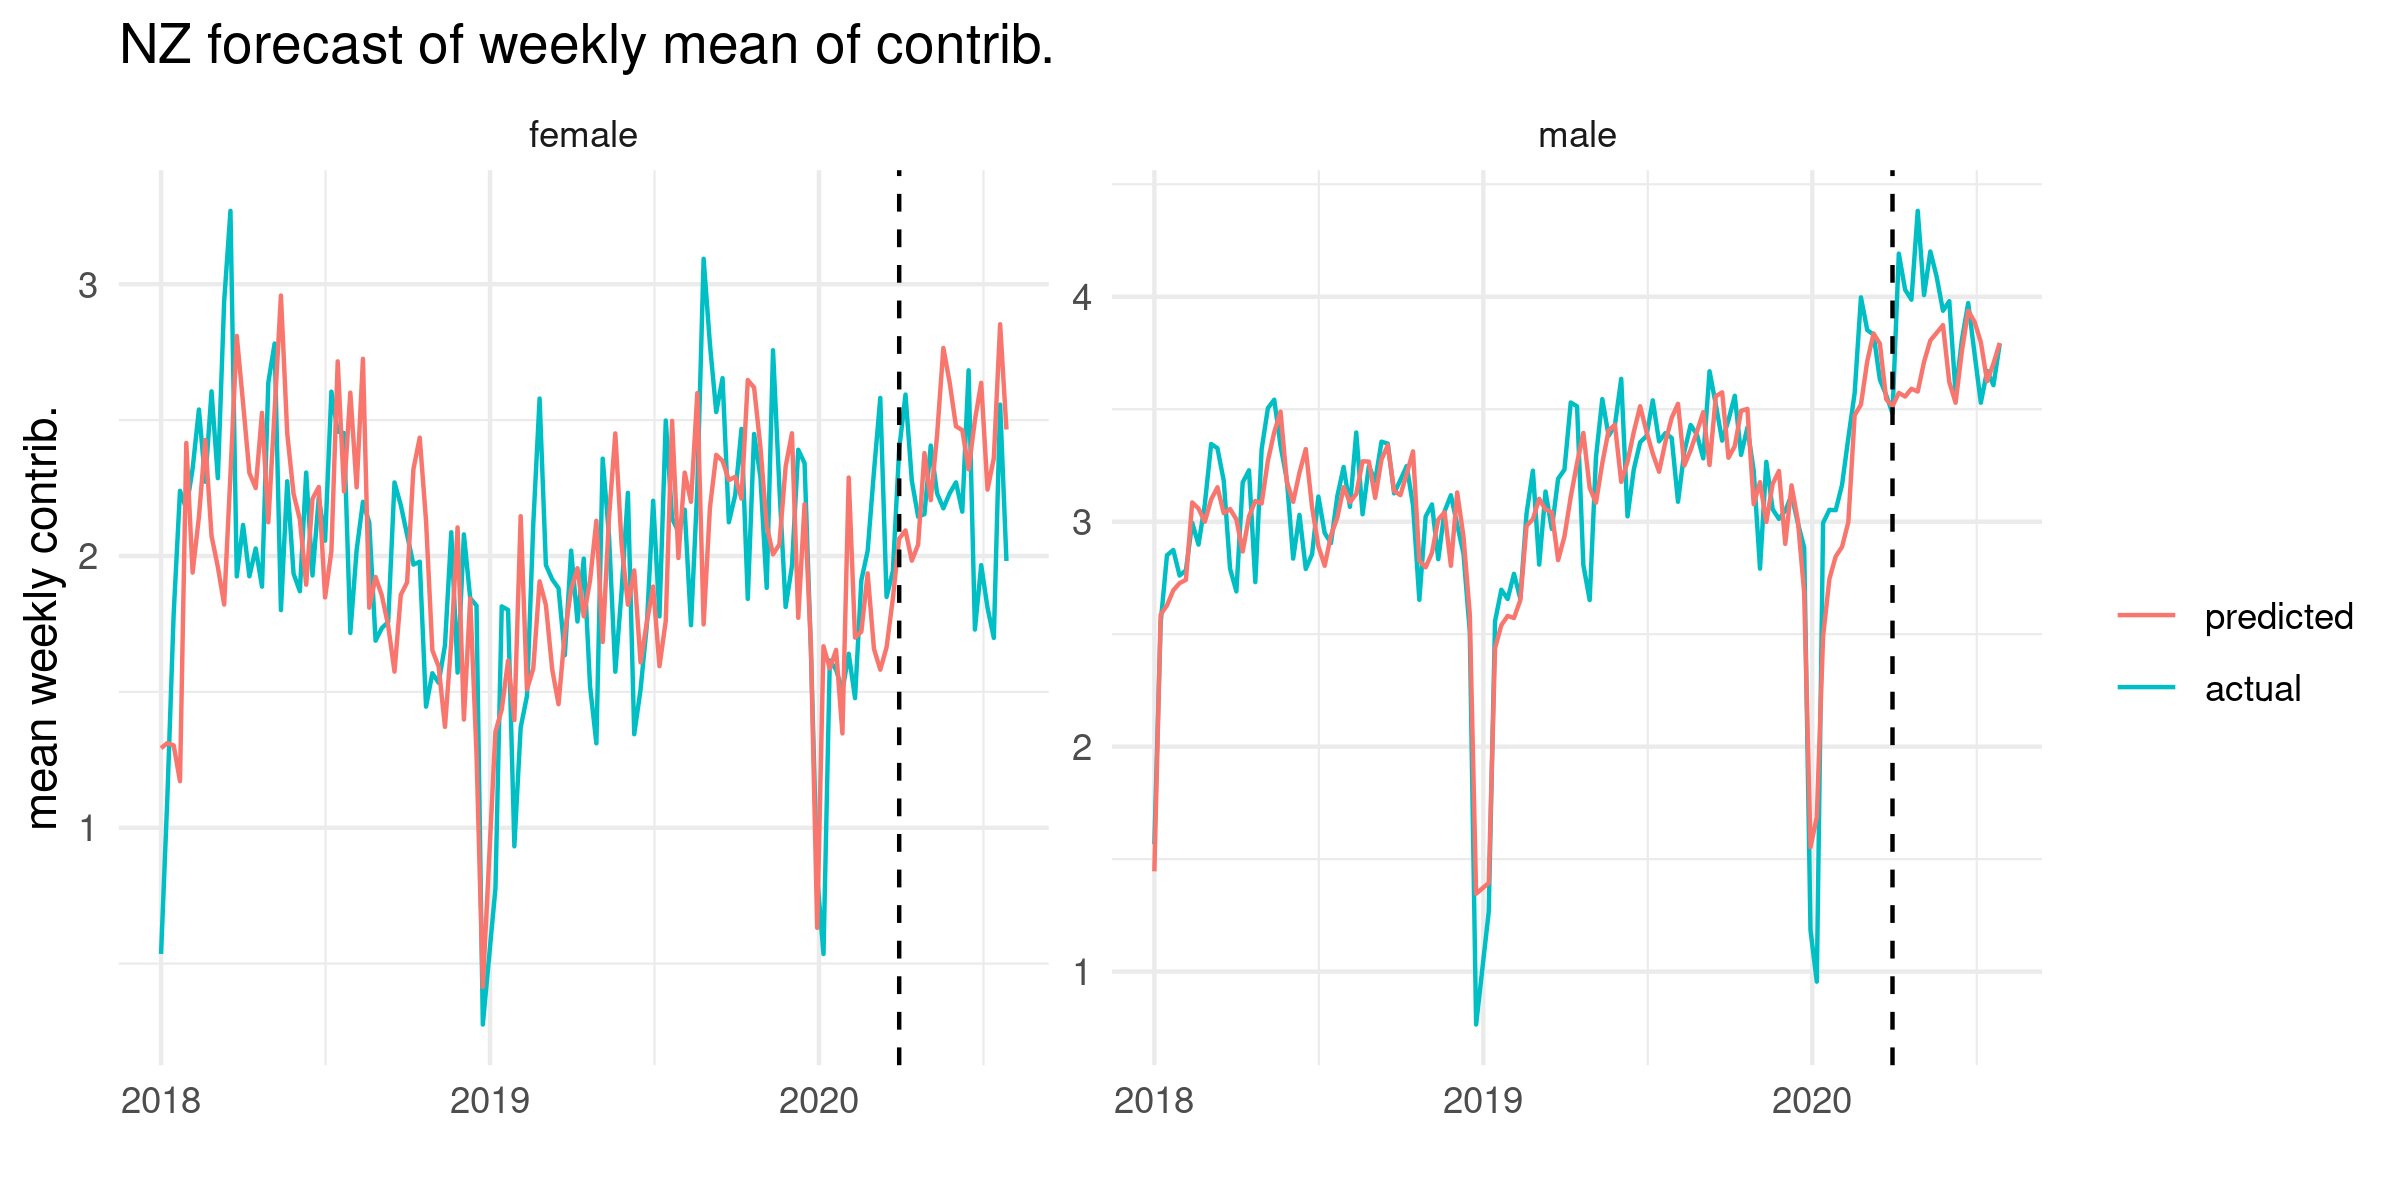 NZ forecast of weekly mean of contrib.
female
male
mean weekly contrib.
3
2
1
4
3
2
1
2018
2019
2020
2018
2019
2020
predicted
actual